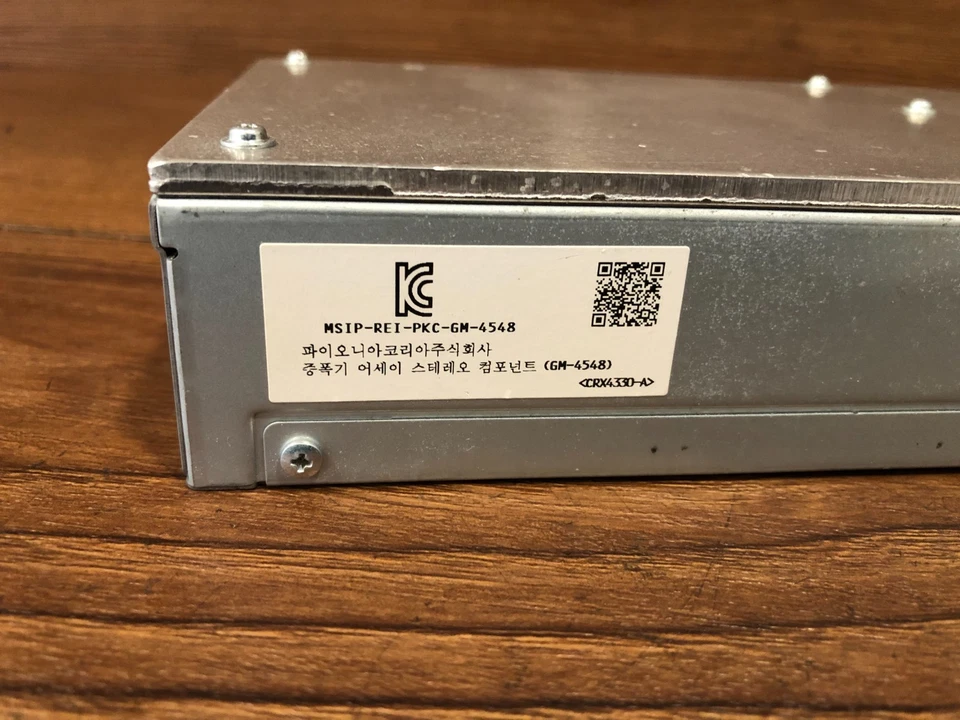 KC
MSIP-REI-PKC-GM-4548
파이오니아코리아주식회사
증폭기 어세이 스테레오 컴포넌트 (GM-4548)
<CRX4330-A>